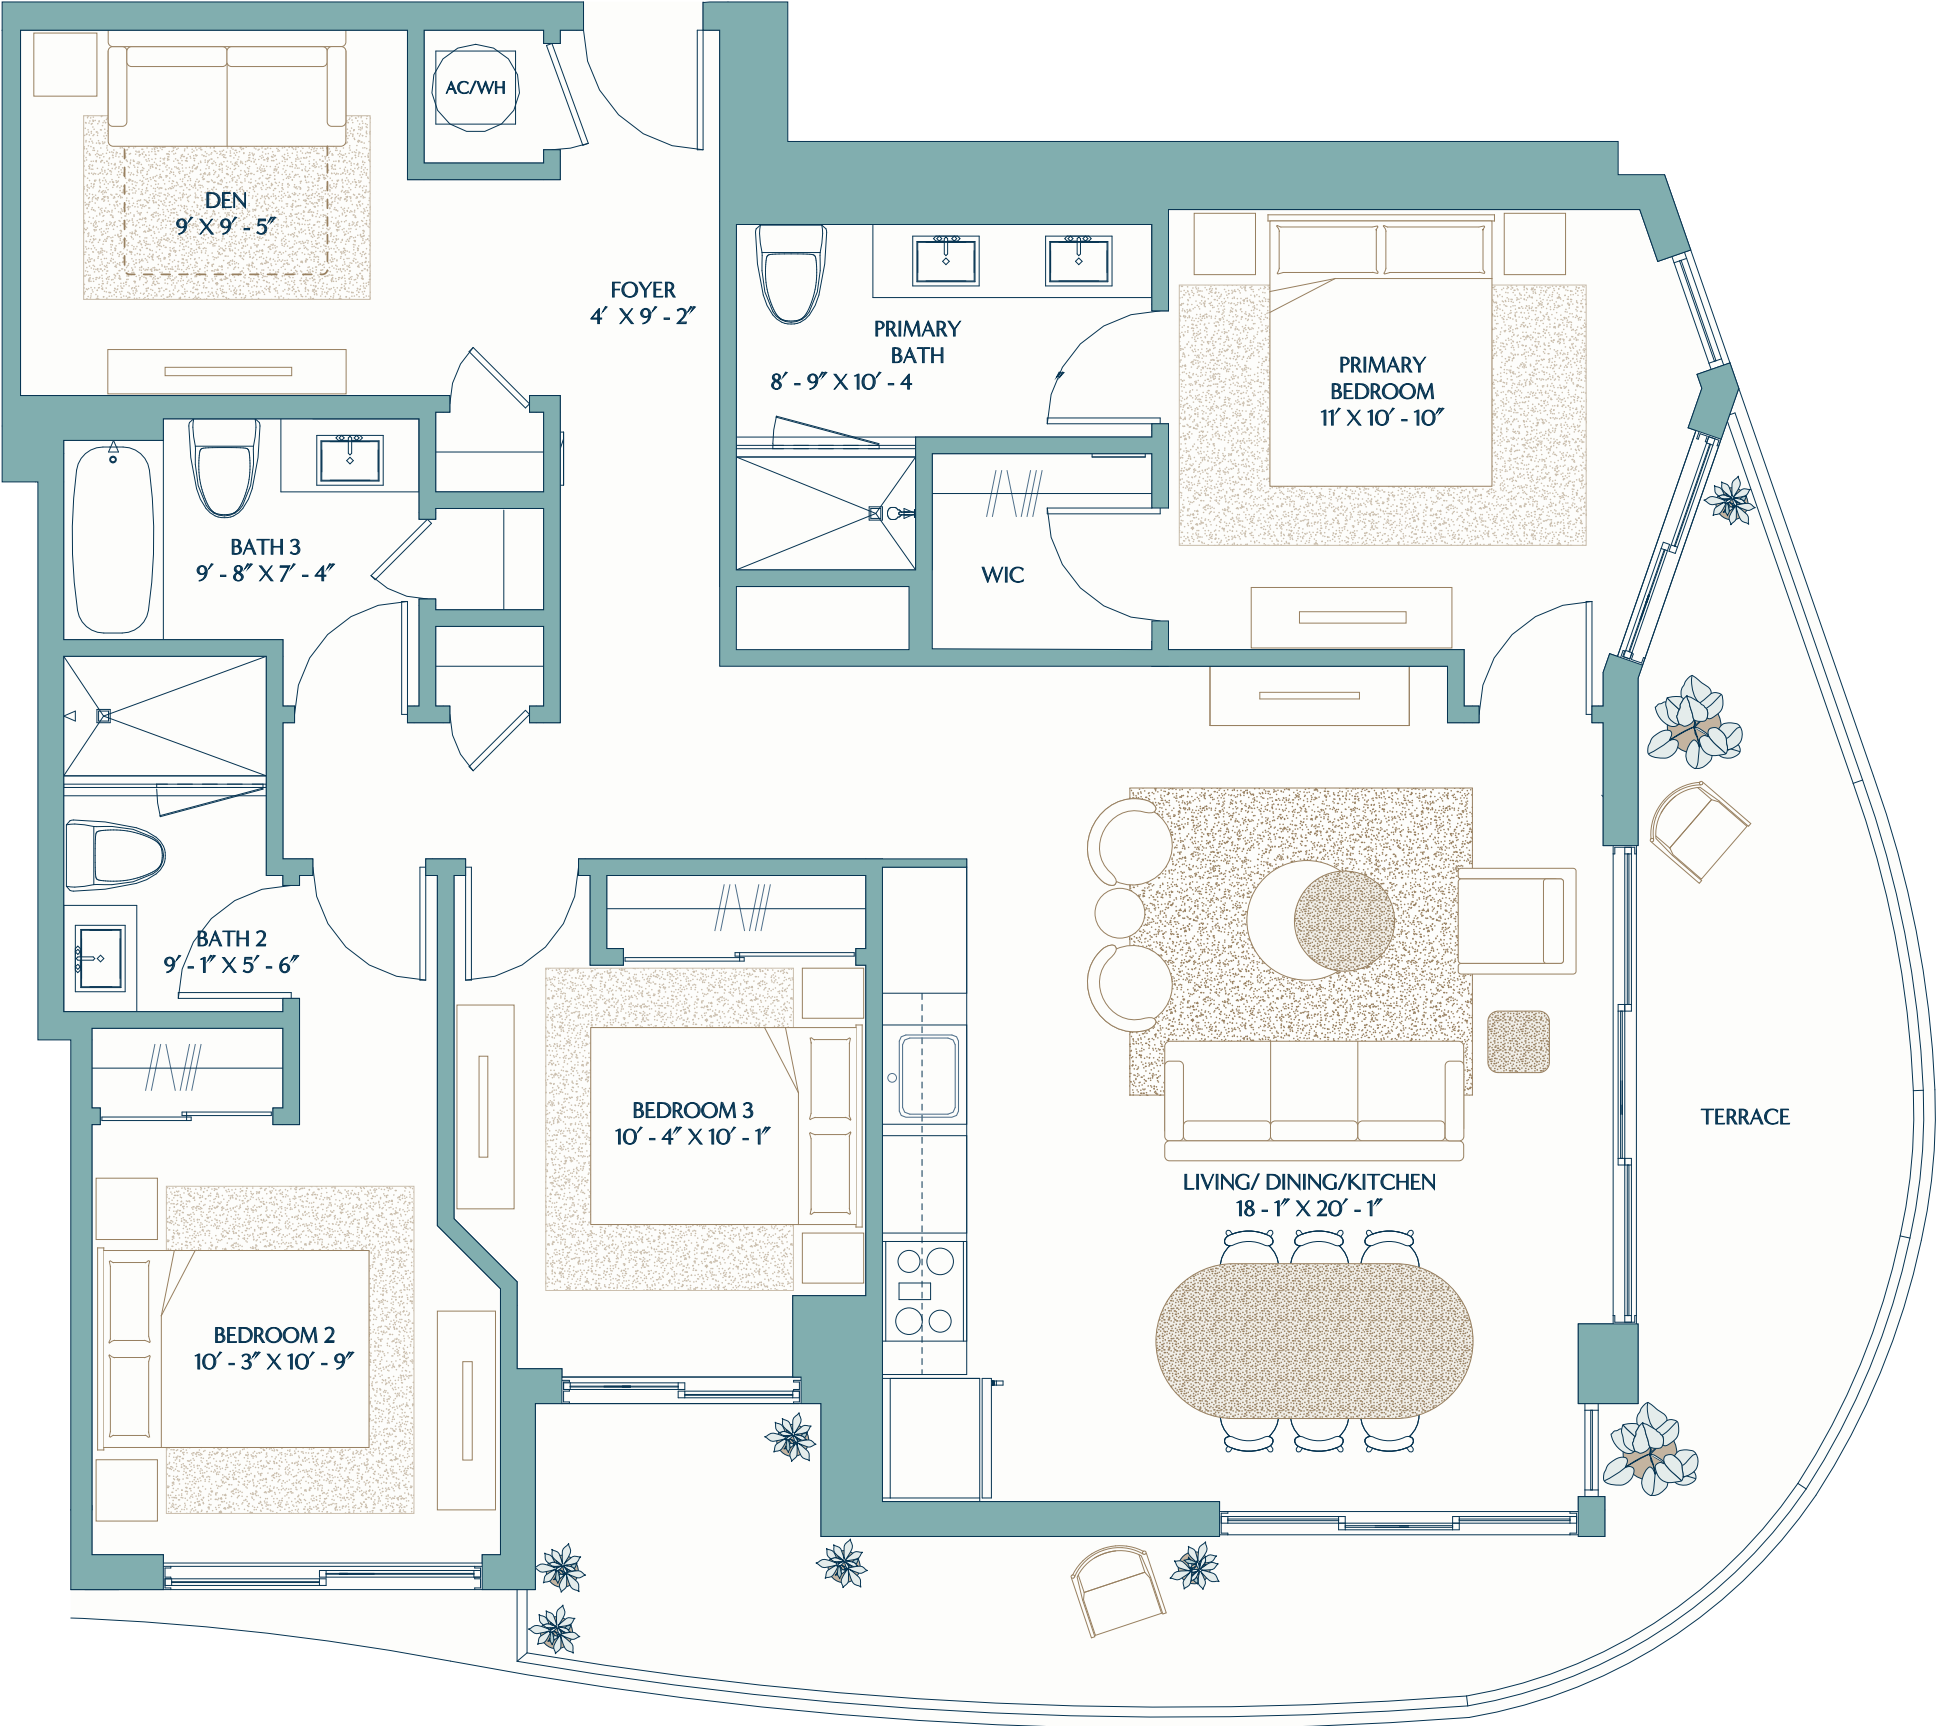 AC/WH
DEN
9′ X 9′ - 5″
FOYER
4′ X 9′ - 2″
PRIMARY
BATH
8′ - 9″ X 10′ - 4″
PRIMARY
BEDROOM
11′ X 10′ - 10″
BATH 3
9′ - 8″ X 7′ - 4″
WIC
BATH 2
9′ - 1″ X 5′ - 6″
BEDROOM 3
10′ - 4″ X 10′ - 1″
TERRACE
LIVING/ DINING/KITCHEN
18 - 1″ X 20′ - 1″
BEDROOM 2
10′ - 3″ X 10′ - 9″